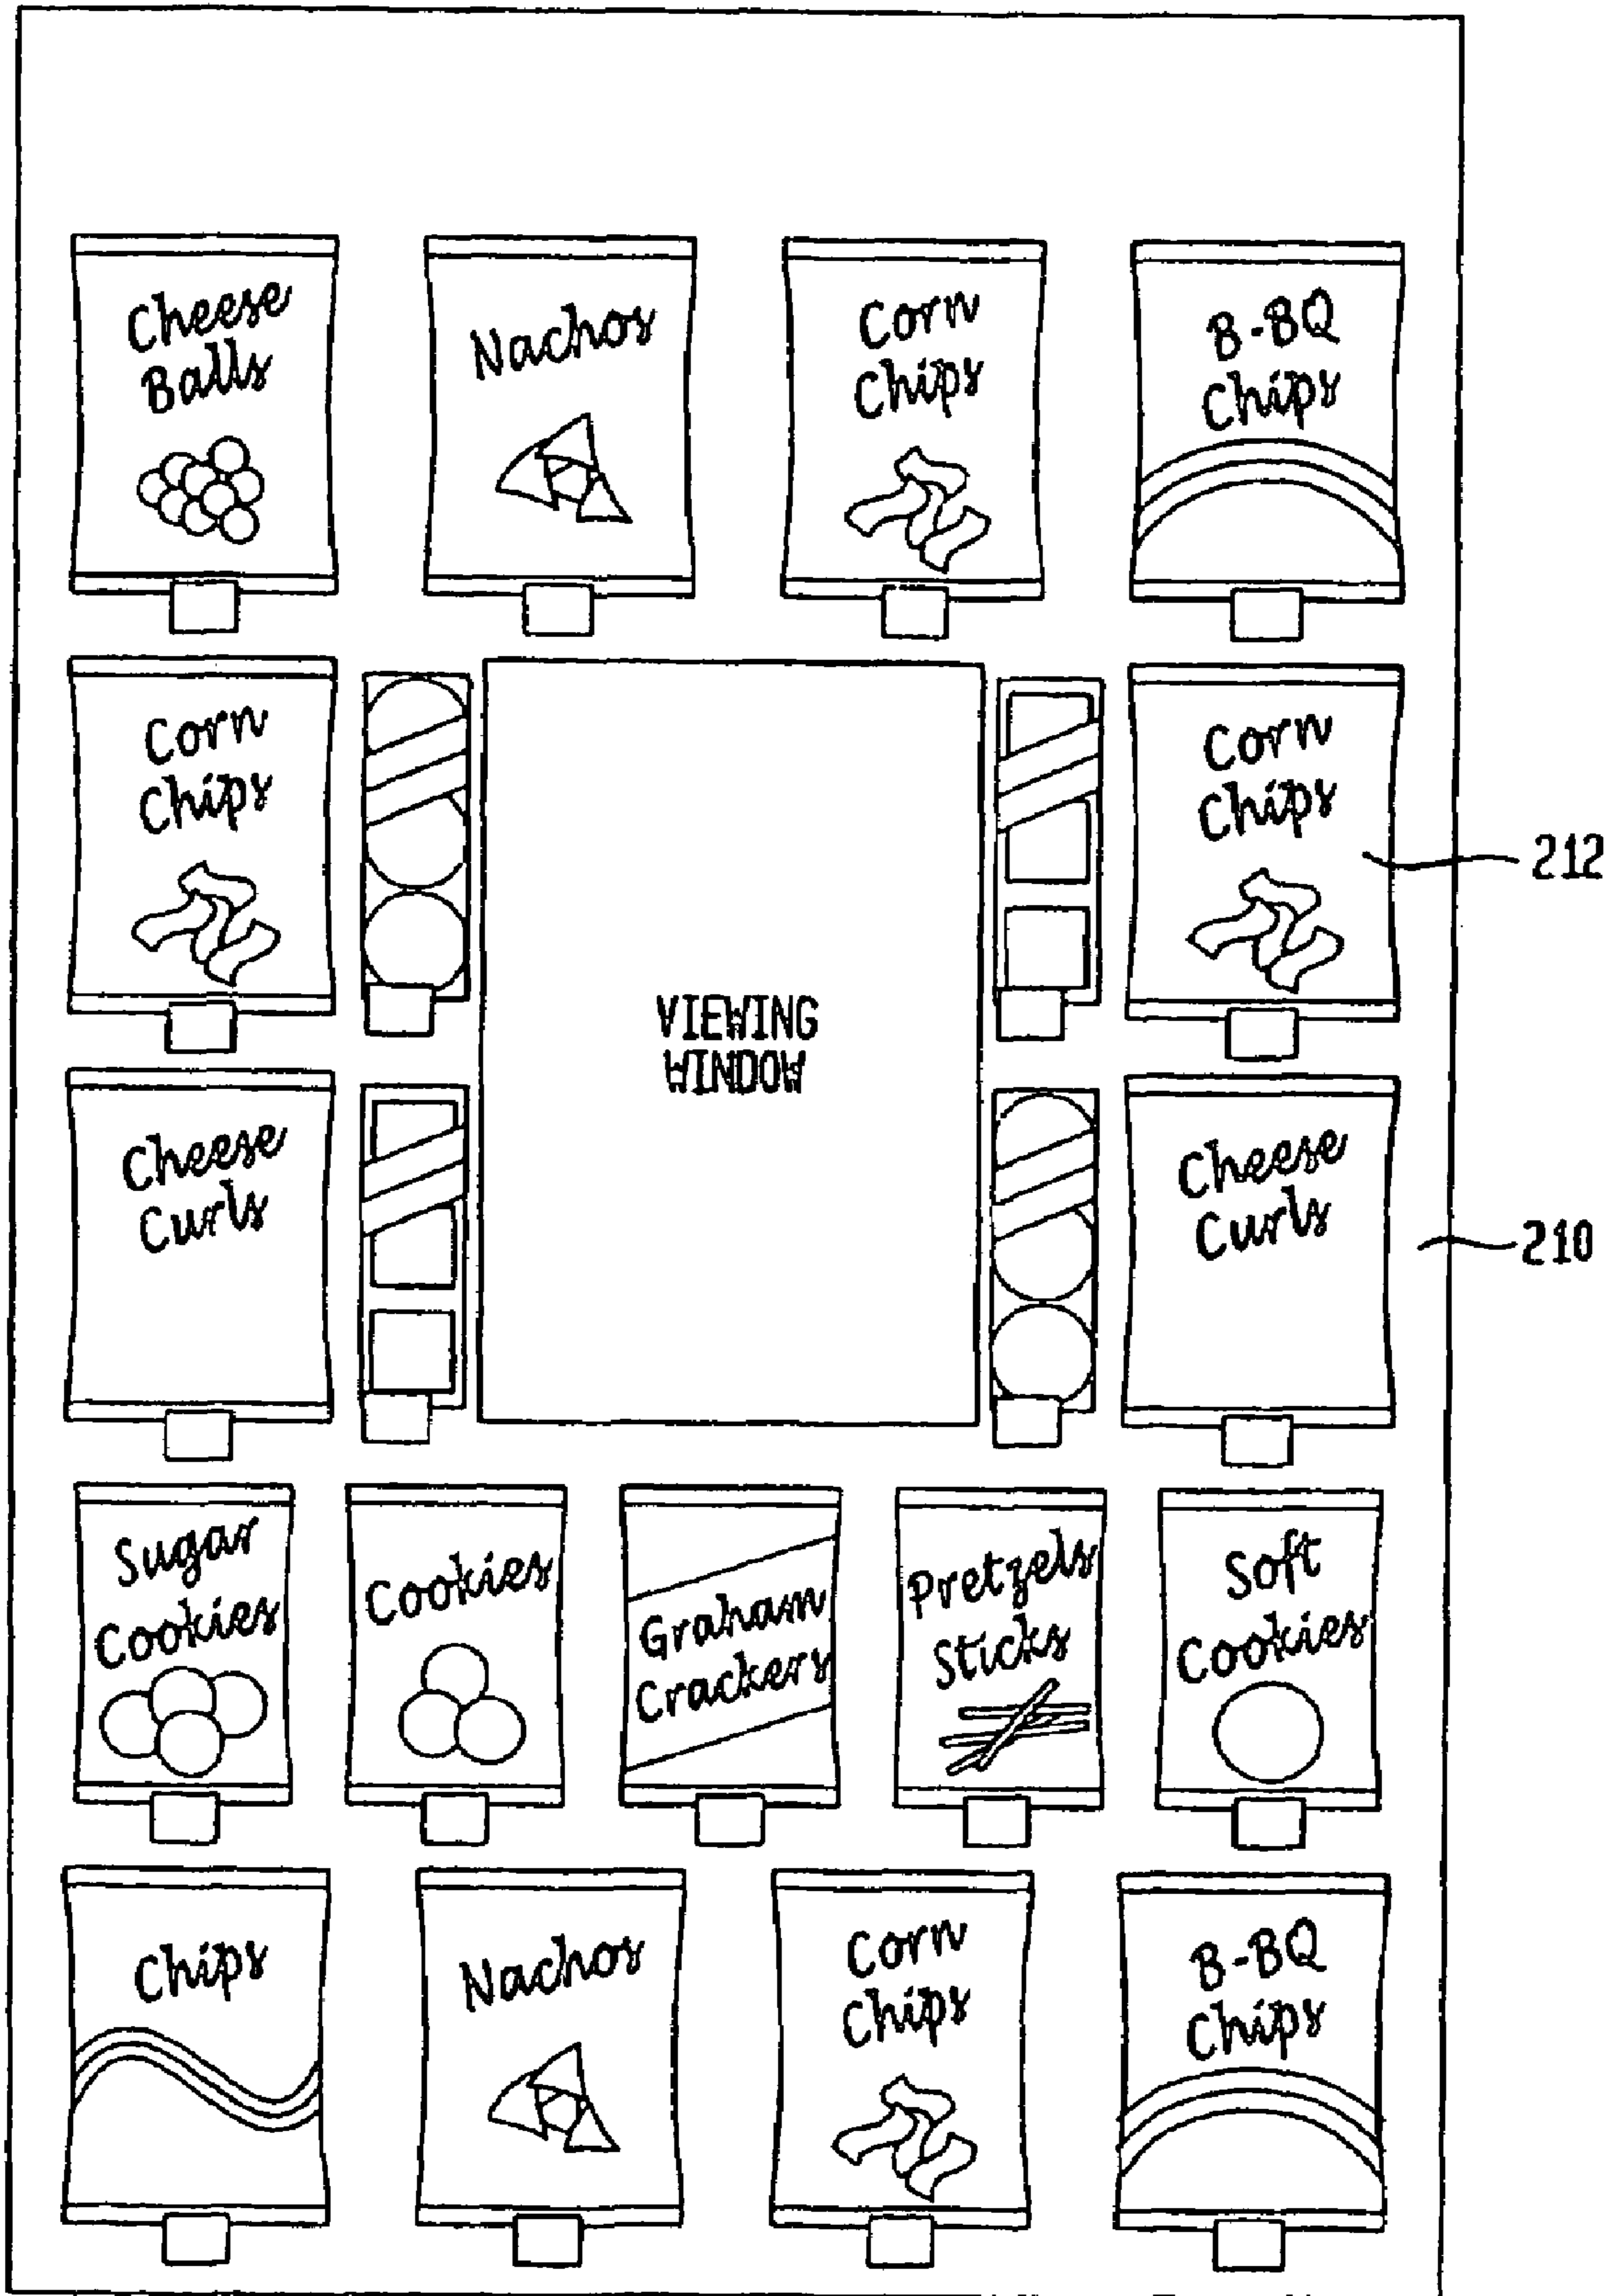 Cheese
Balls
Nachos
Corn
Chips
B-BQ
Chips
Corn
Chips
Corn
Chips
212
VIEWING
WINDOW
Cheese
Curls
Cheese
Curls
210
Sugar
Cookies
Cookies
Graham
Crackers
Pretzels
Sticks
Soft
Cookies
Chips
Nachos
Corn
Chips
B-BQ
Chips